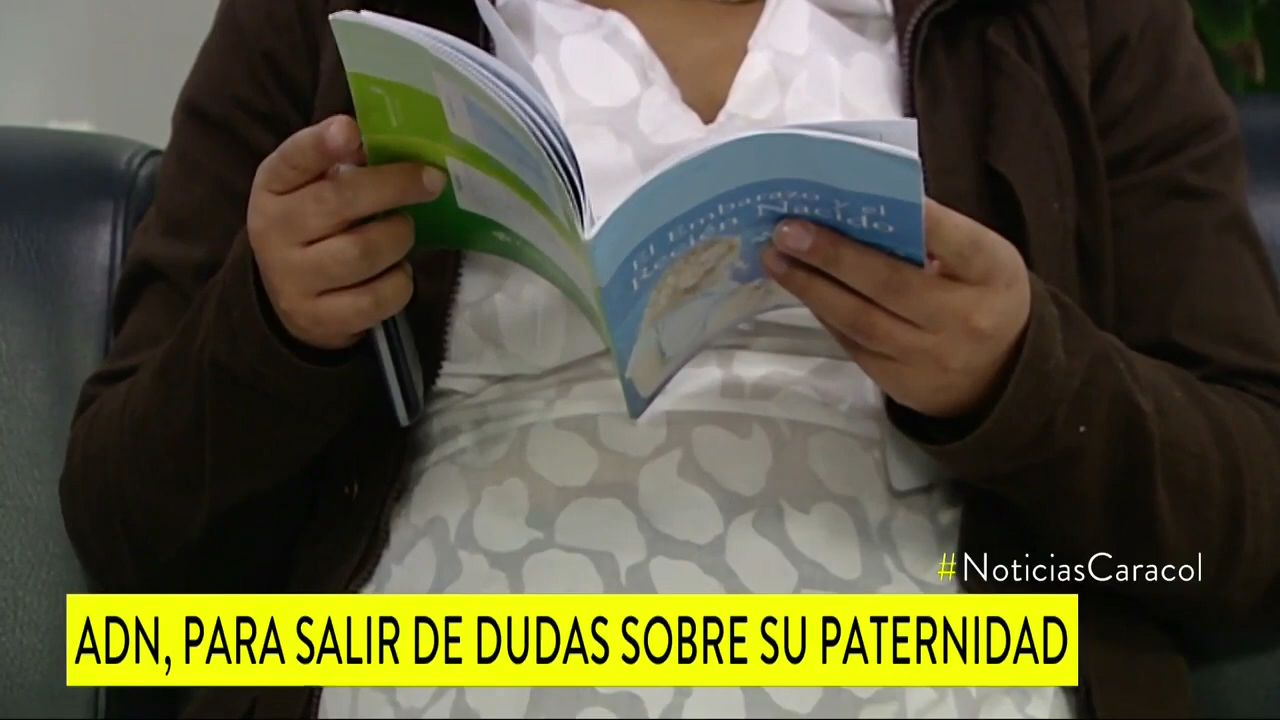 El Embarazo y el
Recién Nacido
#NoticiasCaracol
ADN, PARA SALIR DE DUDAS SOBRE SU PATERNIDAD